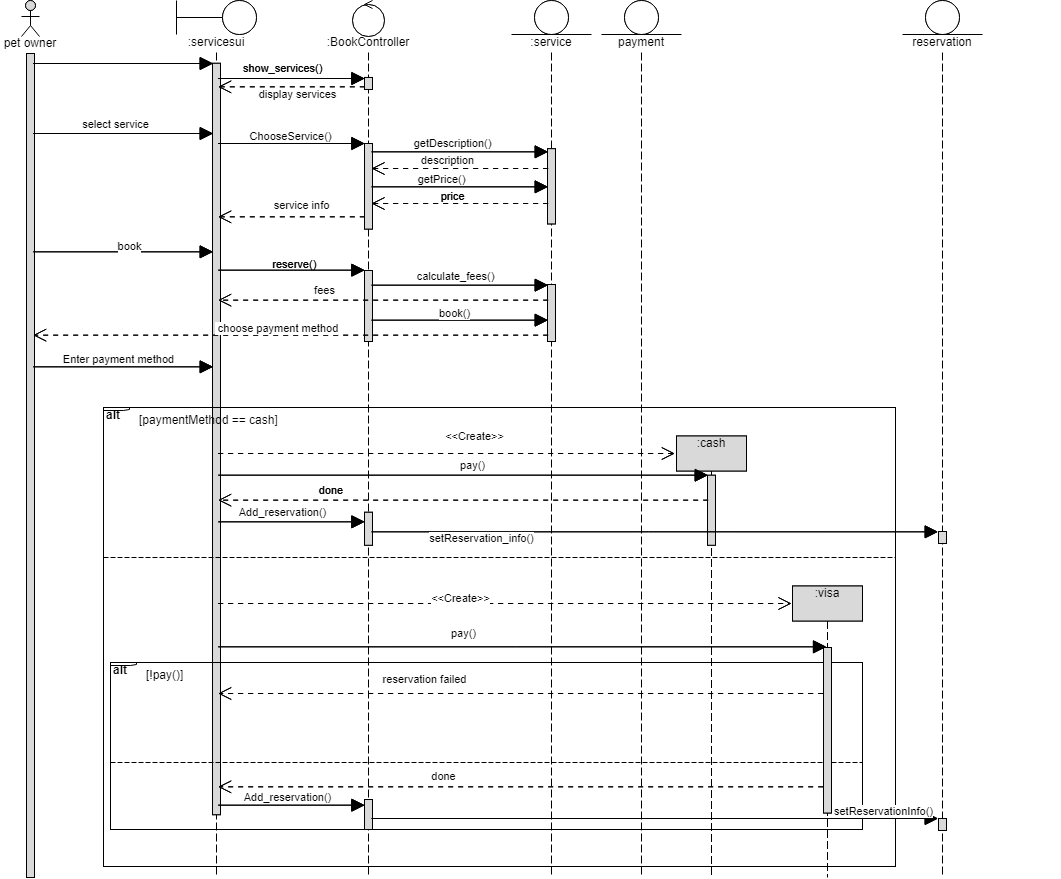 pet owner
:servicesui
:BookController
:service
payment
reservation
show_services()
display services
select service
ChooseService()
getDescription()
description
getPrice()
price
service info
book
reserve()
calculate_fees()
fees
book()
choose payment method
Enter payment method
alt
[paymentMethod == cash]
<<Create>>
:cash
pay()
done
Add_reservation()
setReservation_info()
<<Create>>
:visa
pay()
alt
[!pay()]
reservation failed
done
Add_reservation()
setReservationInfo()